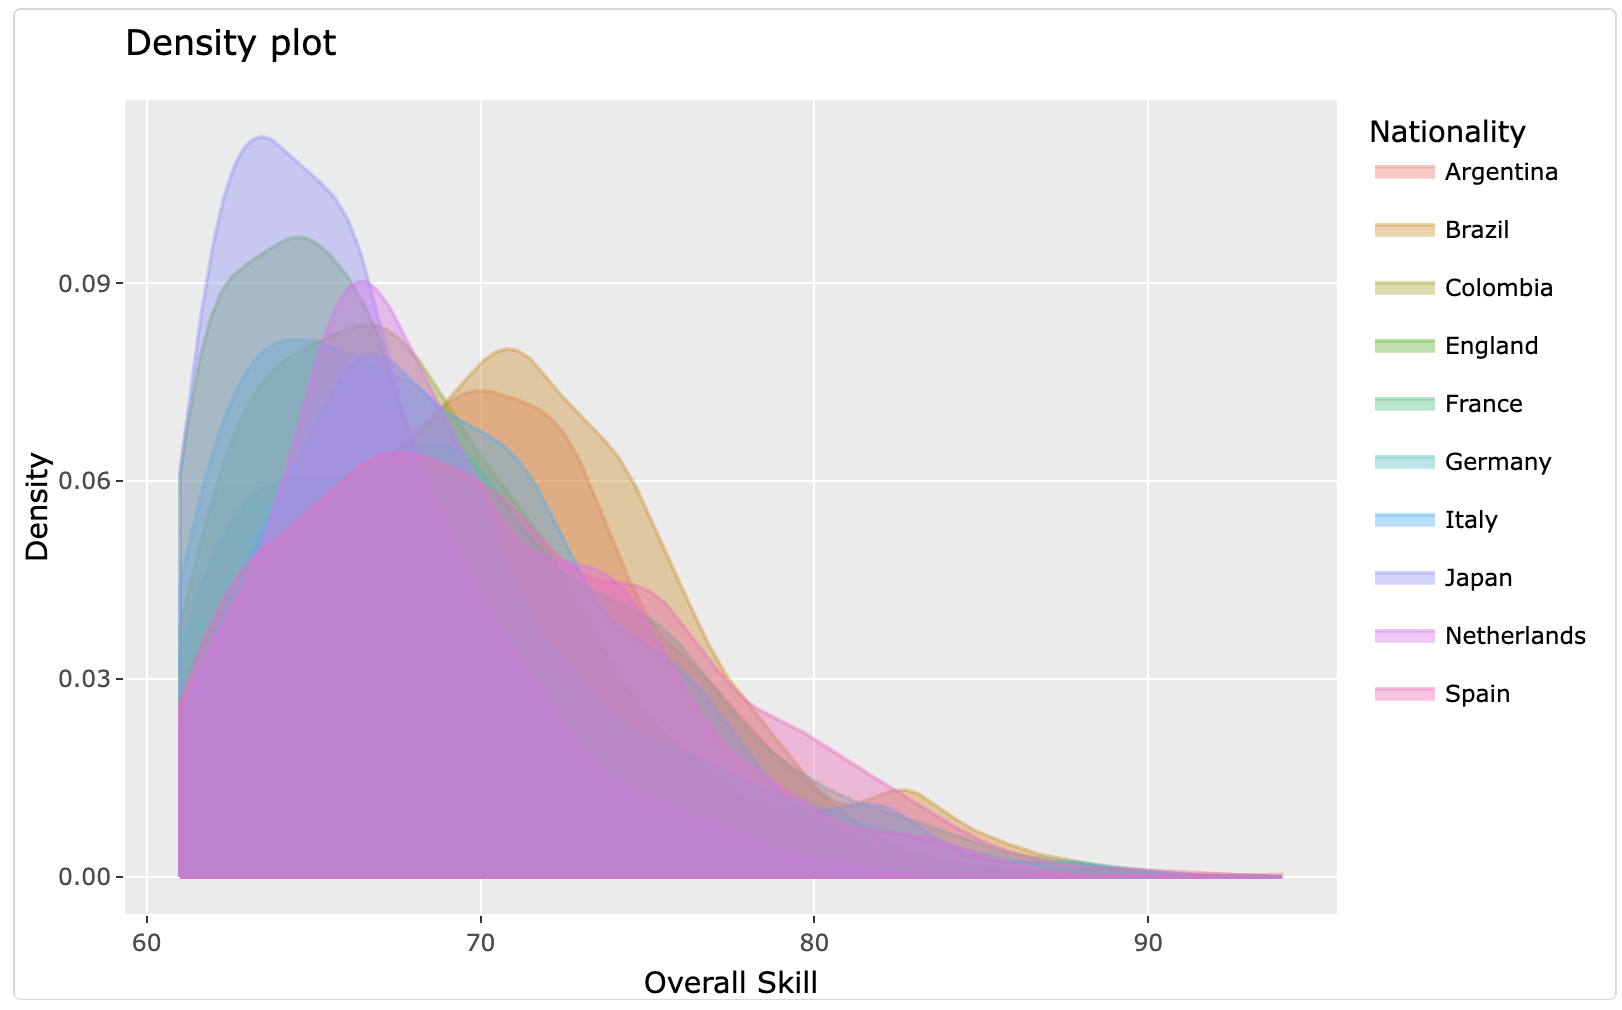 Density plot
Density
0.09
0.06
0.03
0.00
60 70 80 90
Overall Skill
Nationality
Argentina
Brazil
Colombia
England
France
Germany
Italy
Japan
Netherlands
Spain